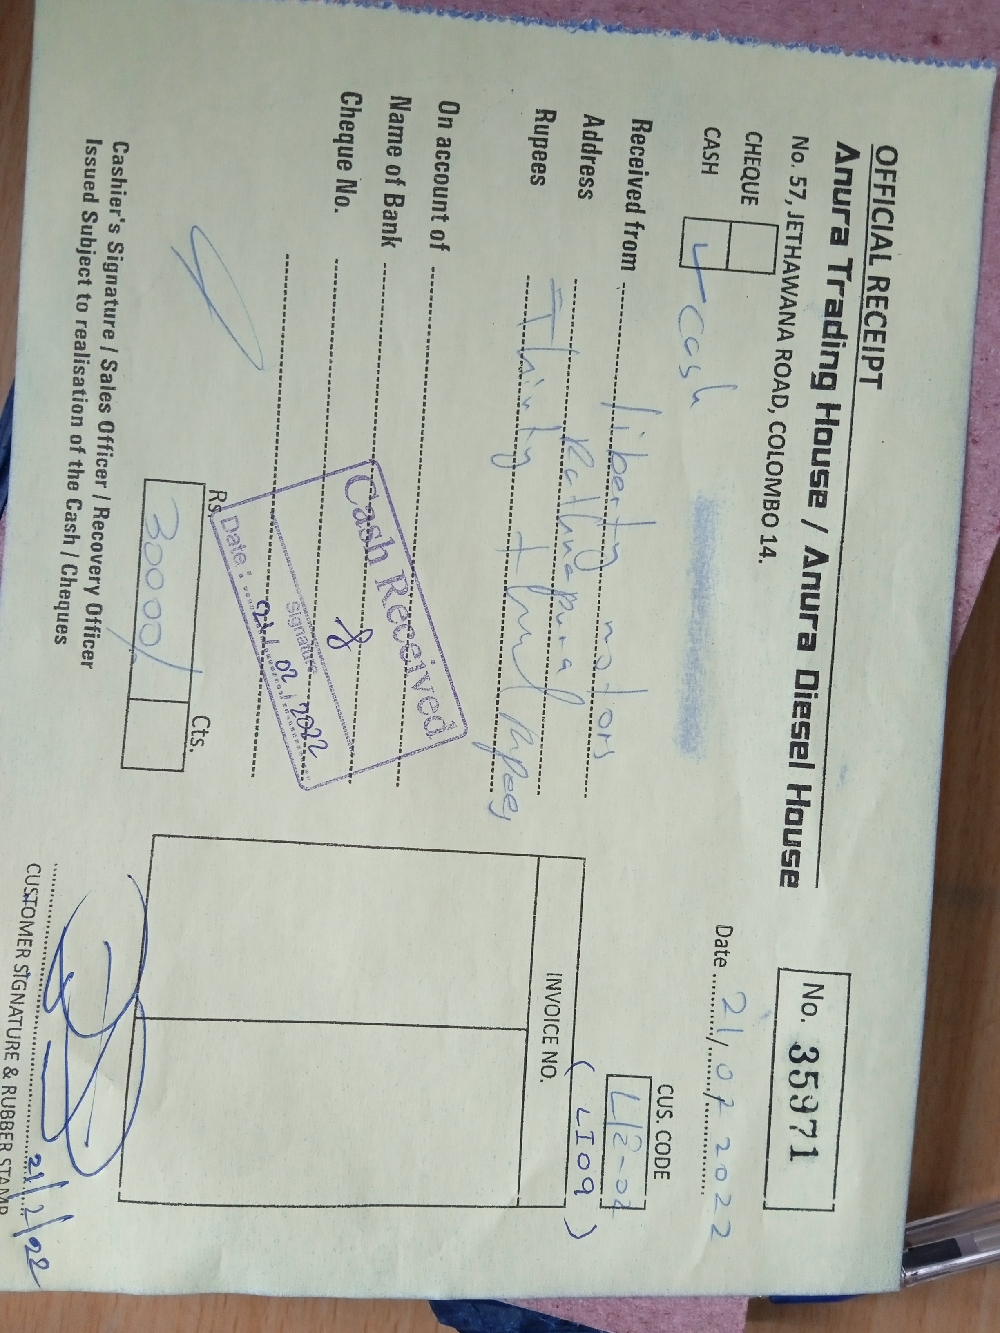 OFFICIAL RECEIPT
Anura Trading House / Anura Diesel House
No. 57, JETHAWANA ROAD, COLOMBO 14.
No. 35971
CHEQUE
CASH
cash
Date 21/02 2022
CUS. CODE
(LI09)
Received from liberty motors
Address Rathnapura
Rupees Thirty
On account of
Name of Bank
Cheque No.
INVOICE NO.
Cash Received
Signature
Date : 21/02/2022
Rs. Cts.
30000/
Cashier's Signature / Sales Officer / Recovery Officer
Issued Subject to realisation of the Cash / Cheques
21/2/22
CUSTOMER SIGNATURE & RUBBER STAMP